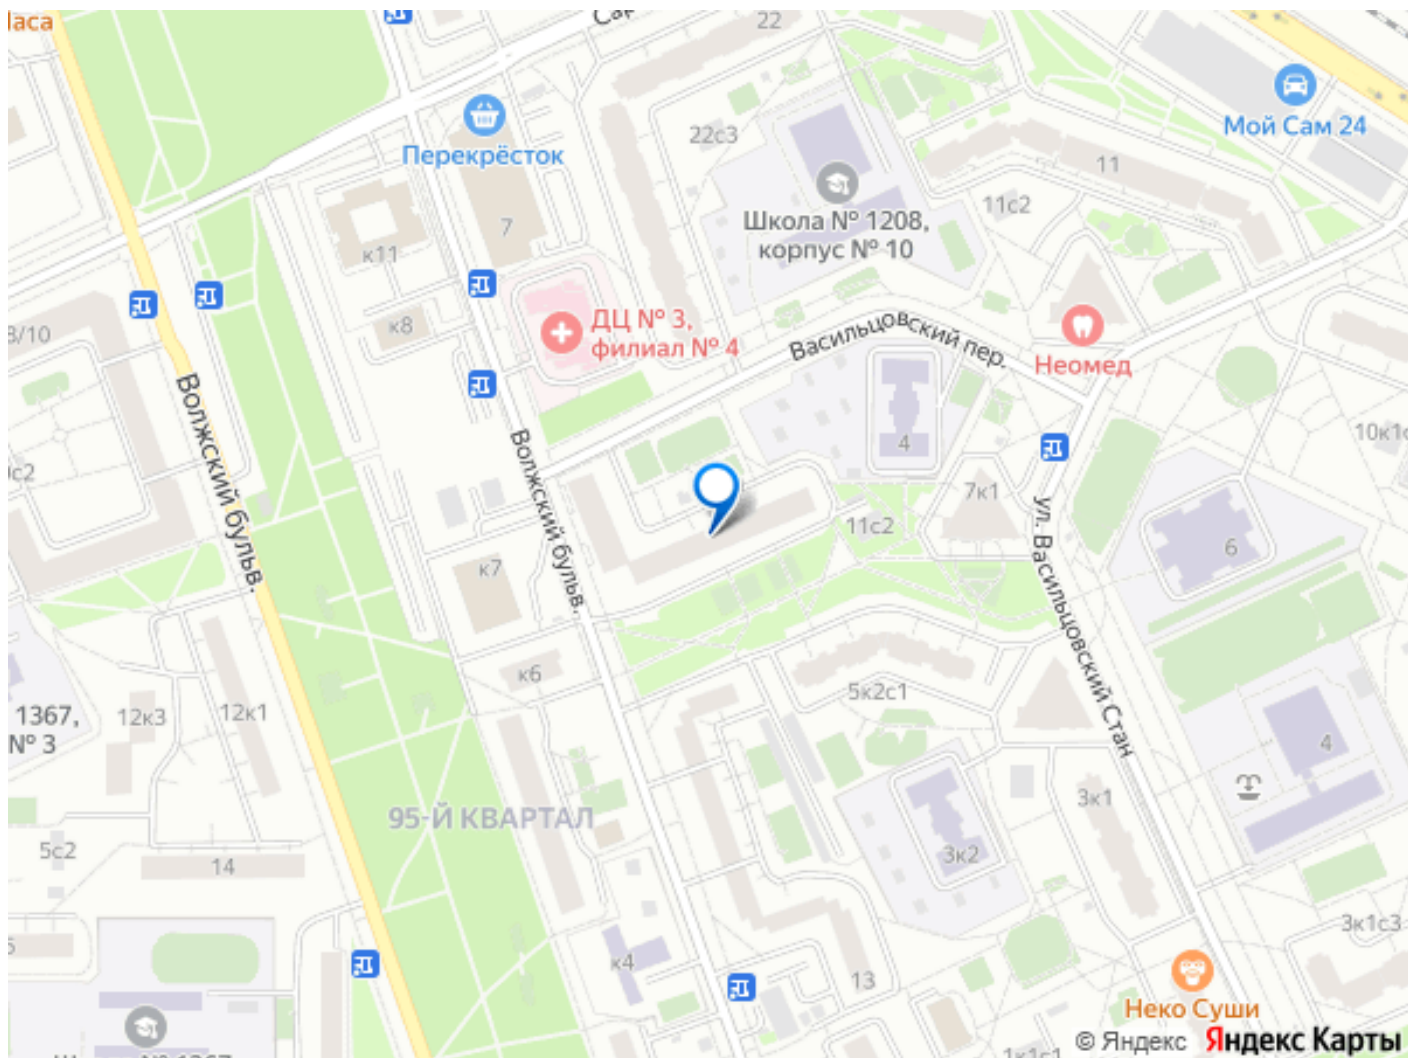 22
Мой Сам 24
Перекрёсток
22с3
11
Школа № 1208,
корпус № 10
11с2
7
к11
к8
ДЦ № 3,
филиал № 4
Васильцовский пер.
Неомед
8/10
Волжский бульв.
Волжский бульв.
4
10к1с
7к1
11с2
ул. Васильцовский Стан
6
к7
к6
5к2с1
1367,
№ 3
12к3
12к1
4
3к1
95-Й КВАРТАЛ
5с2
14
3к2
3к1с3
к4
13
Неко Суши
© Яндекс Яндекс Карты